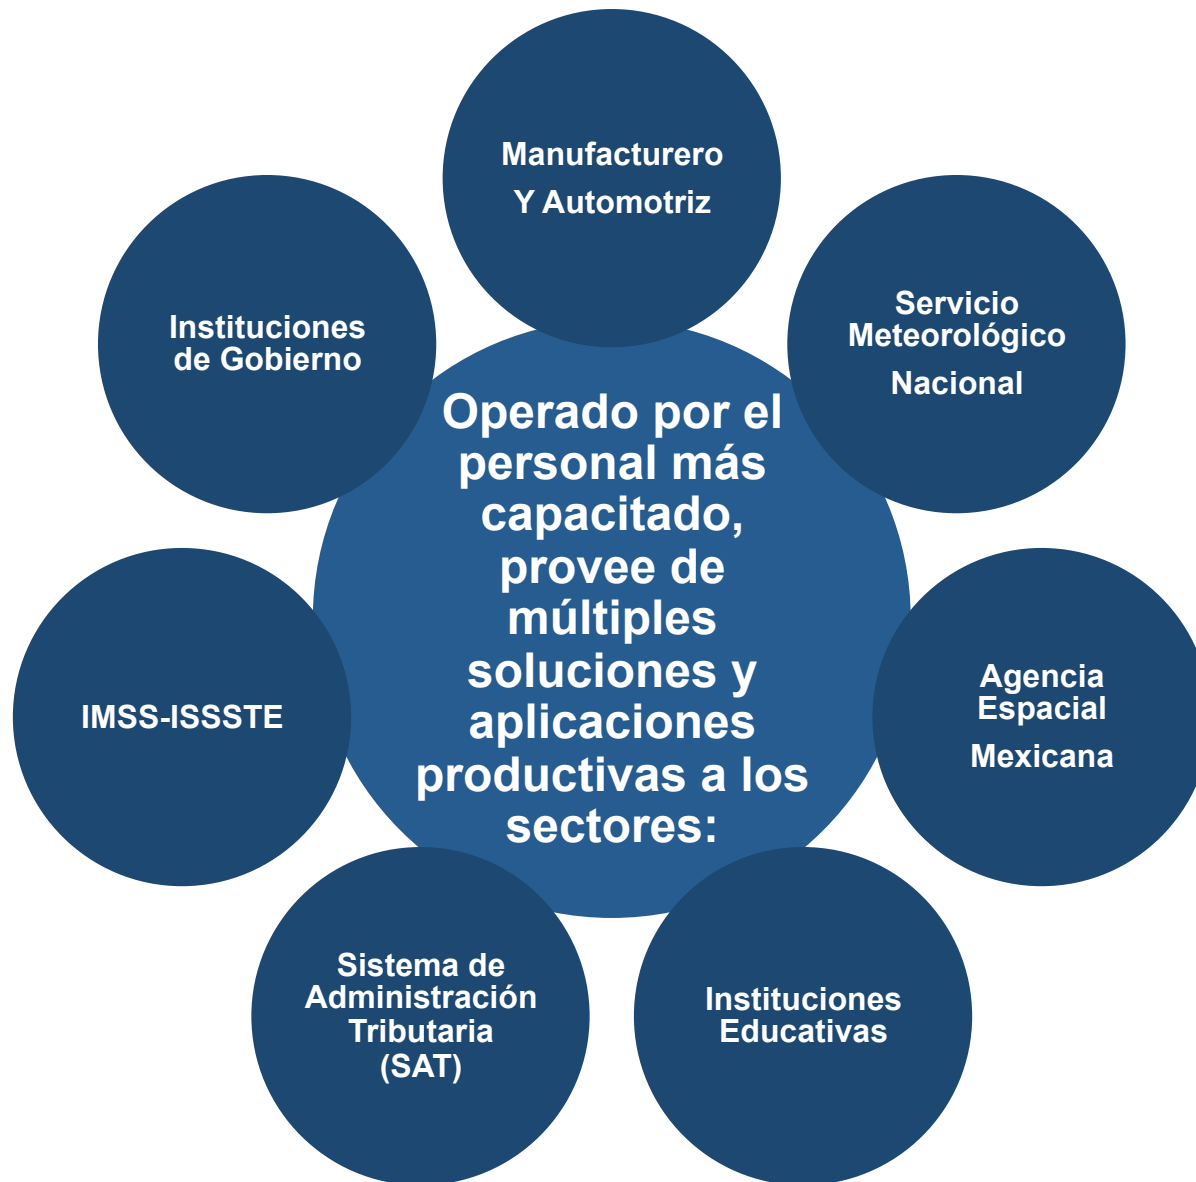 Manufacturero
Y Automotriz
Servicio
Meteorológico
Nacional
Agencia
Espacial
Mexicana
Instituciones
Educativas
Sistema de
Administración
Tributaria
(SAT)
IMSS-ISSSTE
Instituciones
de Gobierno
Operado por el
personal más
capacitado,
provee de
múltiples
soluciones y
aplicaciones
productivas a los
sectores: